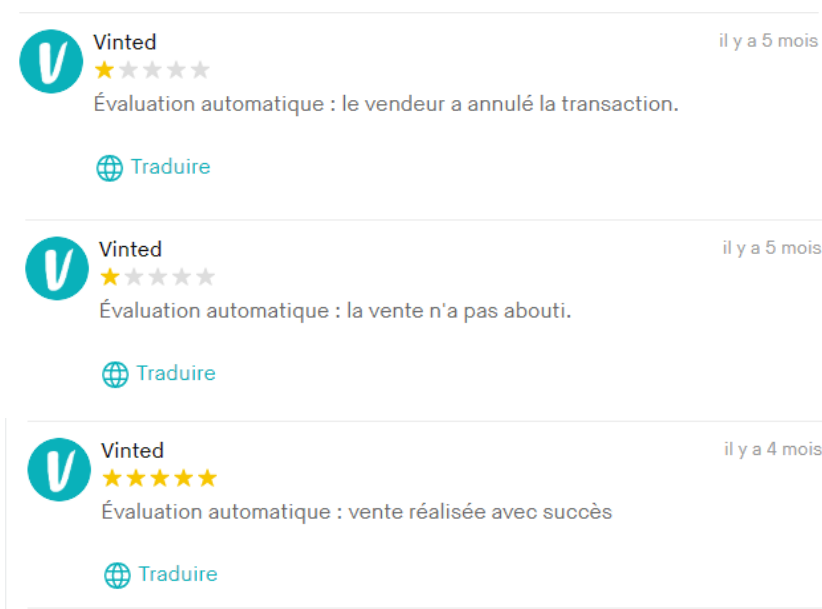 Vinted
il y a 5 mois
Évaluation automatique : le vendeur a annulé la transaction.
Traduire
Vinted
il y a 5 mois
Évaluation automatique : la vente n'a pas abouti.
Traduire
Vinted
il y a 4 mois
Évaluation automatique : vente réalisée avec succès
Traduire